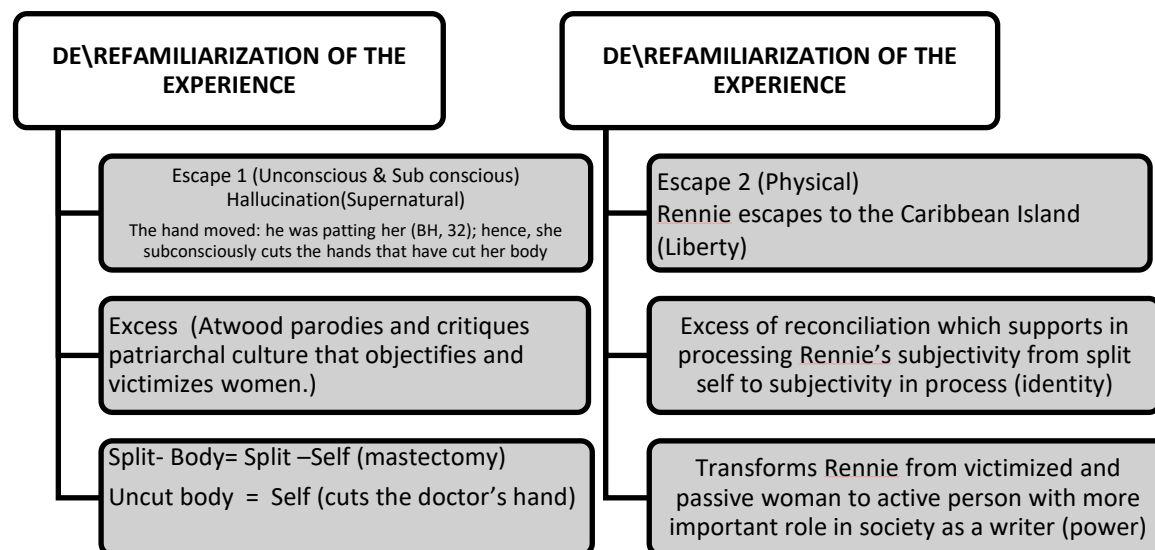 DE\REFAMILIARIZATION OF THE
EXPERIENCE
Escape 1 (Unconscious & Sub conscious)
Hallucination(Supernatural)
The hand moved: he was patting her (BH, 32); hence, she
subconsciously cuts the hands that have cut her body
Excess (Atwood parodies and critiques
patriarchal culture that objectifies and
victimizes women.)
Split- Body= Split –Self (mastectomy)
Uncut body = Self (cuts the doctor's hand)
DE\REFAMILIARIZATION OF THE
EXPERIENCE
Escape 2 (Physical)
Rennie escapes to the Caribbean Island
(Liberty)
Excess of reconciliation which supports in
processing Rennie's subjectivity from split
self to subjectivity in process (identity)
Transforms Rennie from victimized and
passive woman to active person with more
important role in society as a writer (power)